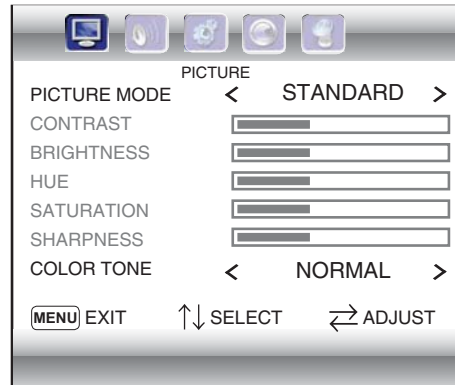 PICTURE
PICTURE MODE < STANDARD >
CONTRAST
BRIGHTNESS
HUE
SATURATION
SHARPNESS
COLOR TONE < NORMAL >
MENU EXIT ↑↓ SELECT ⇄ ADJUST